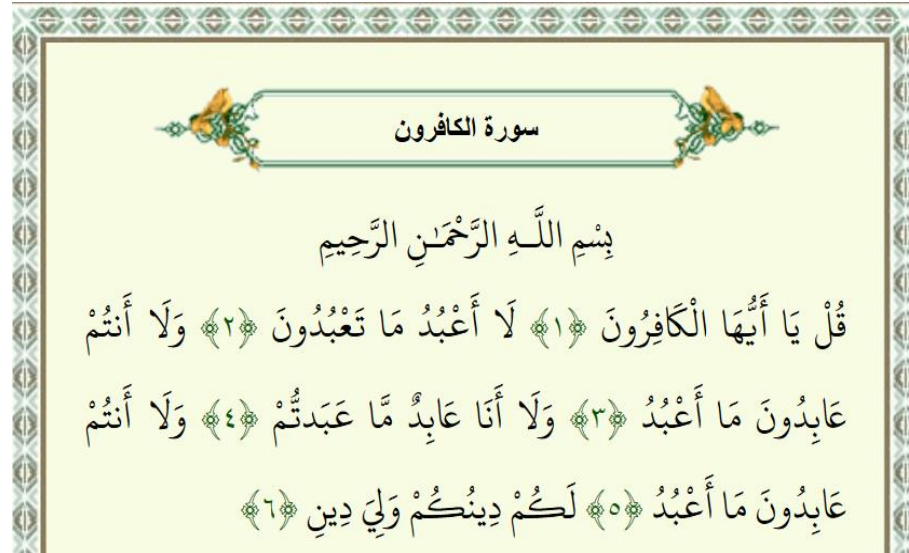 سورة الكافرون
بِسْمِ اللَّـهِ الرَّحْمَـٰنِ الرَّحِيمِ
قُلْ يَا أَيُّهَا الْكَافِرُونَ ﴿١﴾ لَا أَعْبُدُ مَا تَعْبُدُونَ ﴿٢﴾ وَلَا أَنتُمْ
عَابِدُونَ مَا أَعْبُدُ ﴿٣﴾ وَلَا أَنَا عَابِدٌ مَّا عَبَدتُّمْ ﴿٤﴾ وَلَا أَنتُمْ
عَابِدُونَ مَا أَعْبُدُ ﴿٥﴾ لَكُمْ دِينُكُمْ وَلِيَ دِينِ ﴿٦﴾